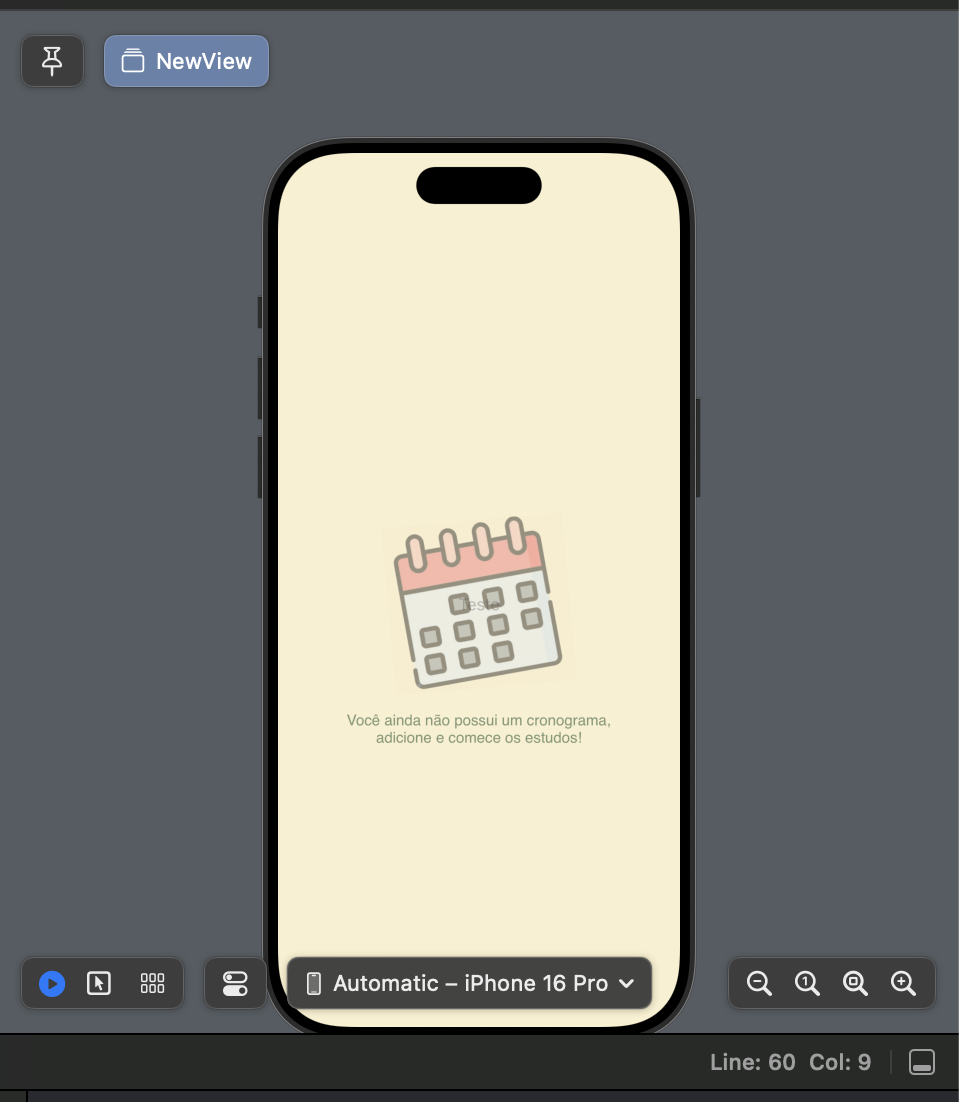 NewView
Teste
Você ainda não possui um cronograma,
adicione e comece os estudos!
Automatic – iPhone 16 Pro
1
Line: 60 Col: 9